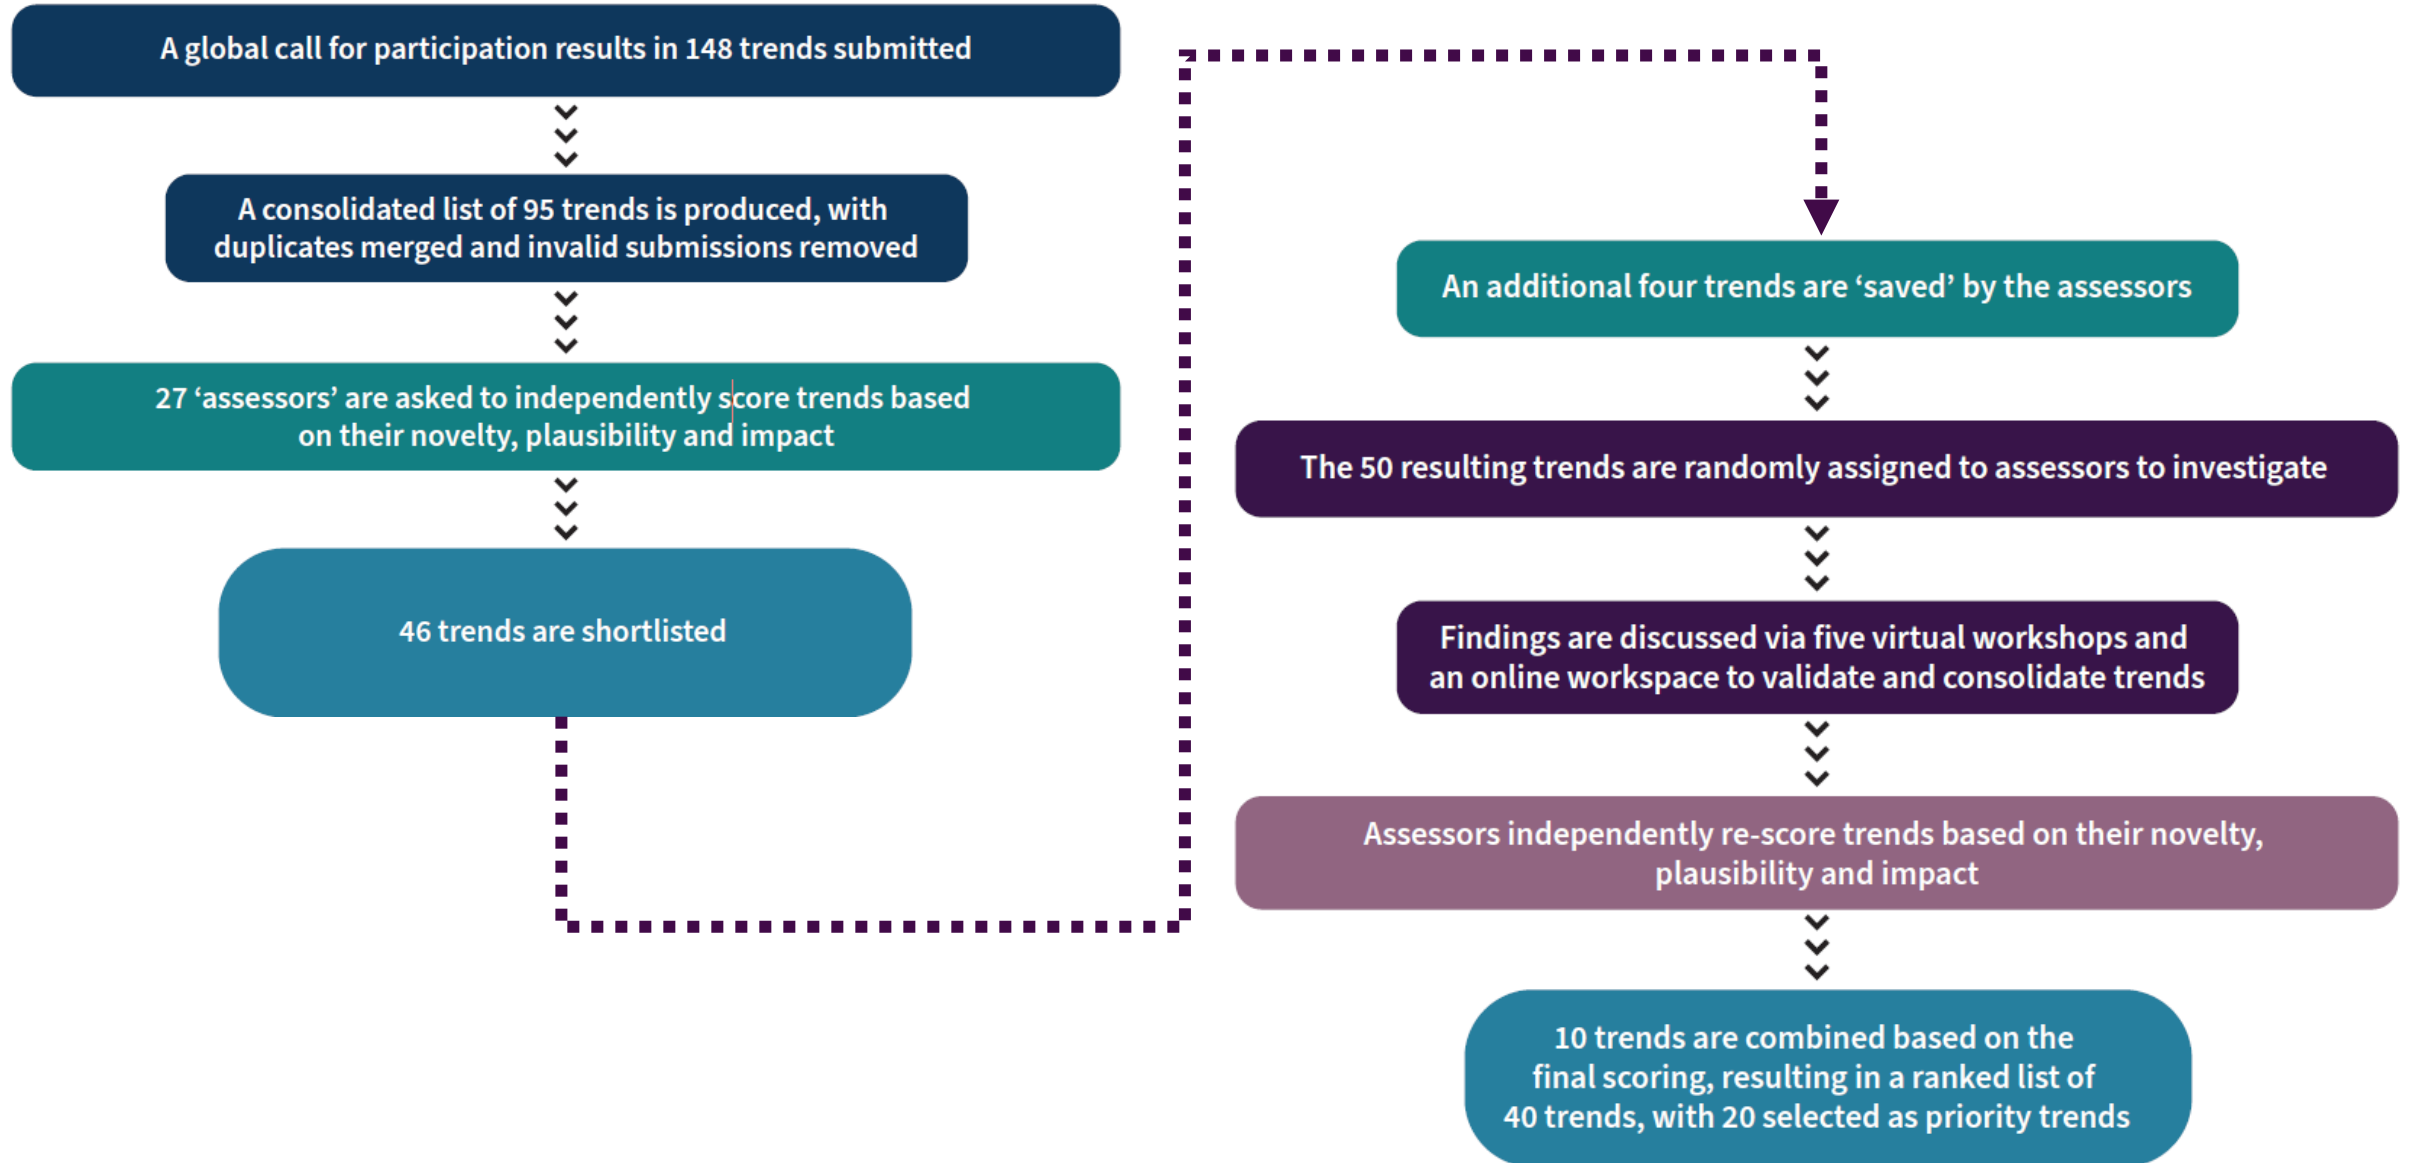 A global call for participation results in 148 trends submitted
A consolidated list of 95 trends is produced, with
duplicates merged and invalid submissions removed
27 ‘assessors’ are asked to independently score trends based
on their novelty, plausibility and impact
46 trends are shortlisted
An additional four trends are ‘saved’ by the assessors
The 50 resulting trends are randomly assigned to assessors to investigate
Findings are discussed via five virtual workshops and
an online workspace to validate and consolidate trends
Assessors independently re-score trends based on their novelty,
plausibility and impact
10 trends are combined based on the
final scoring, resulting in a ranked list of
40 trends, with 20 selected as priority trends